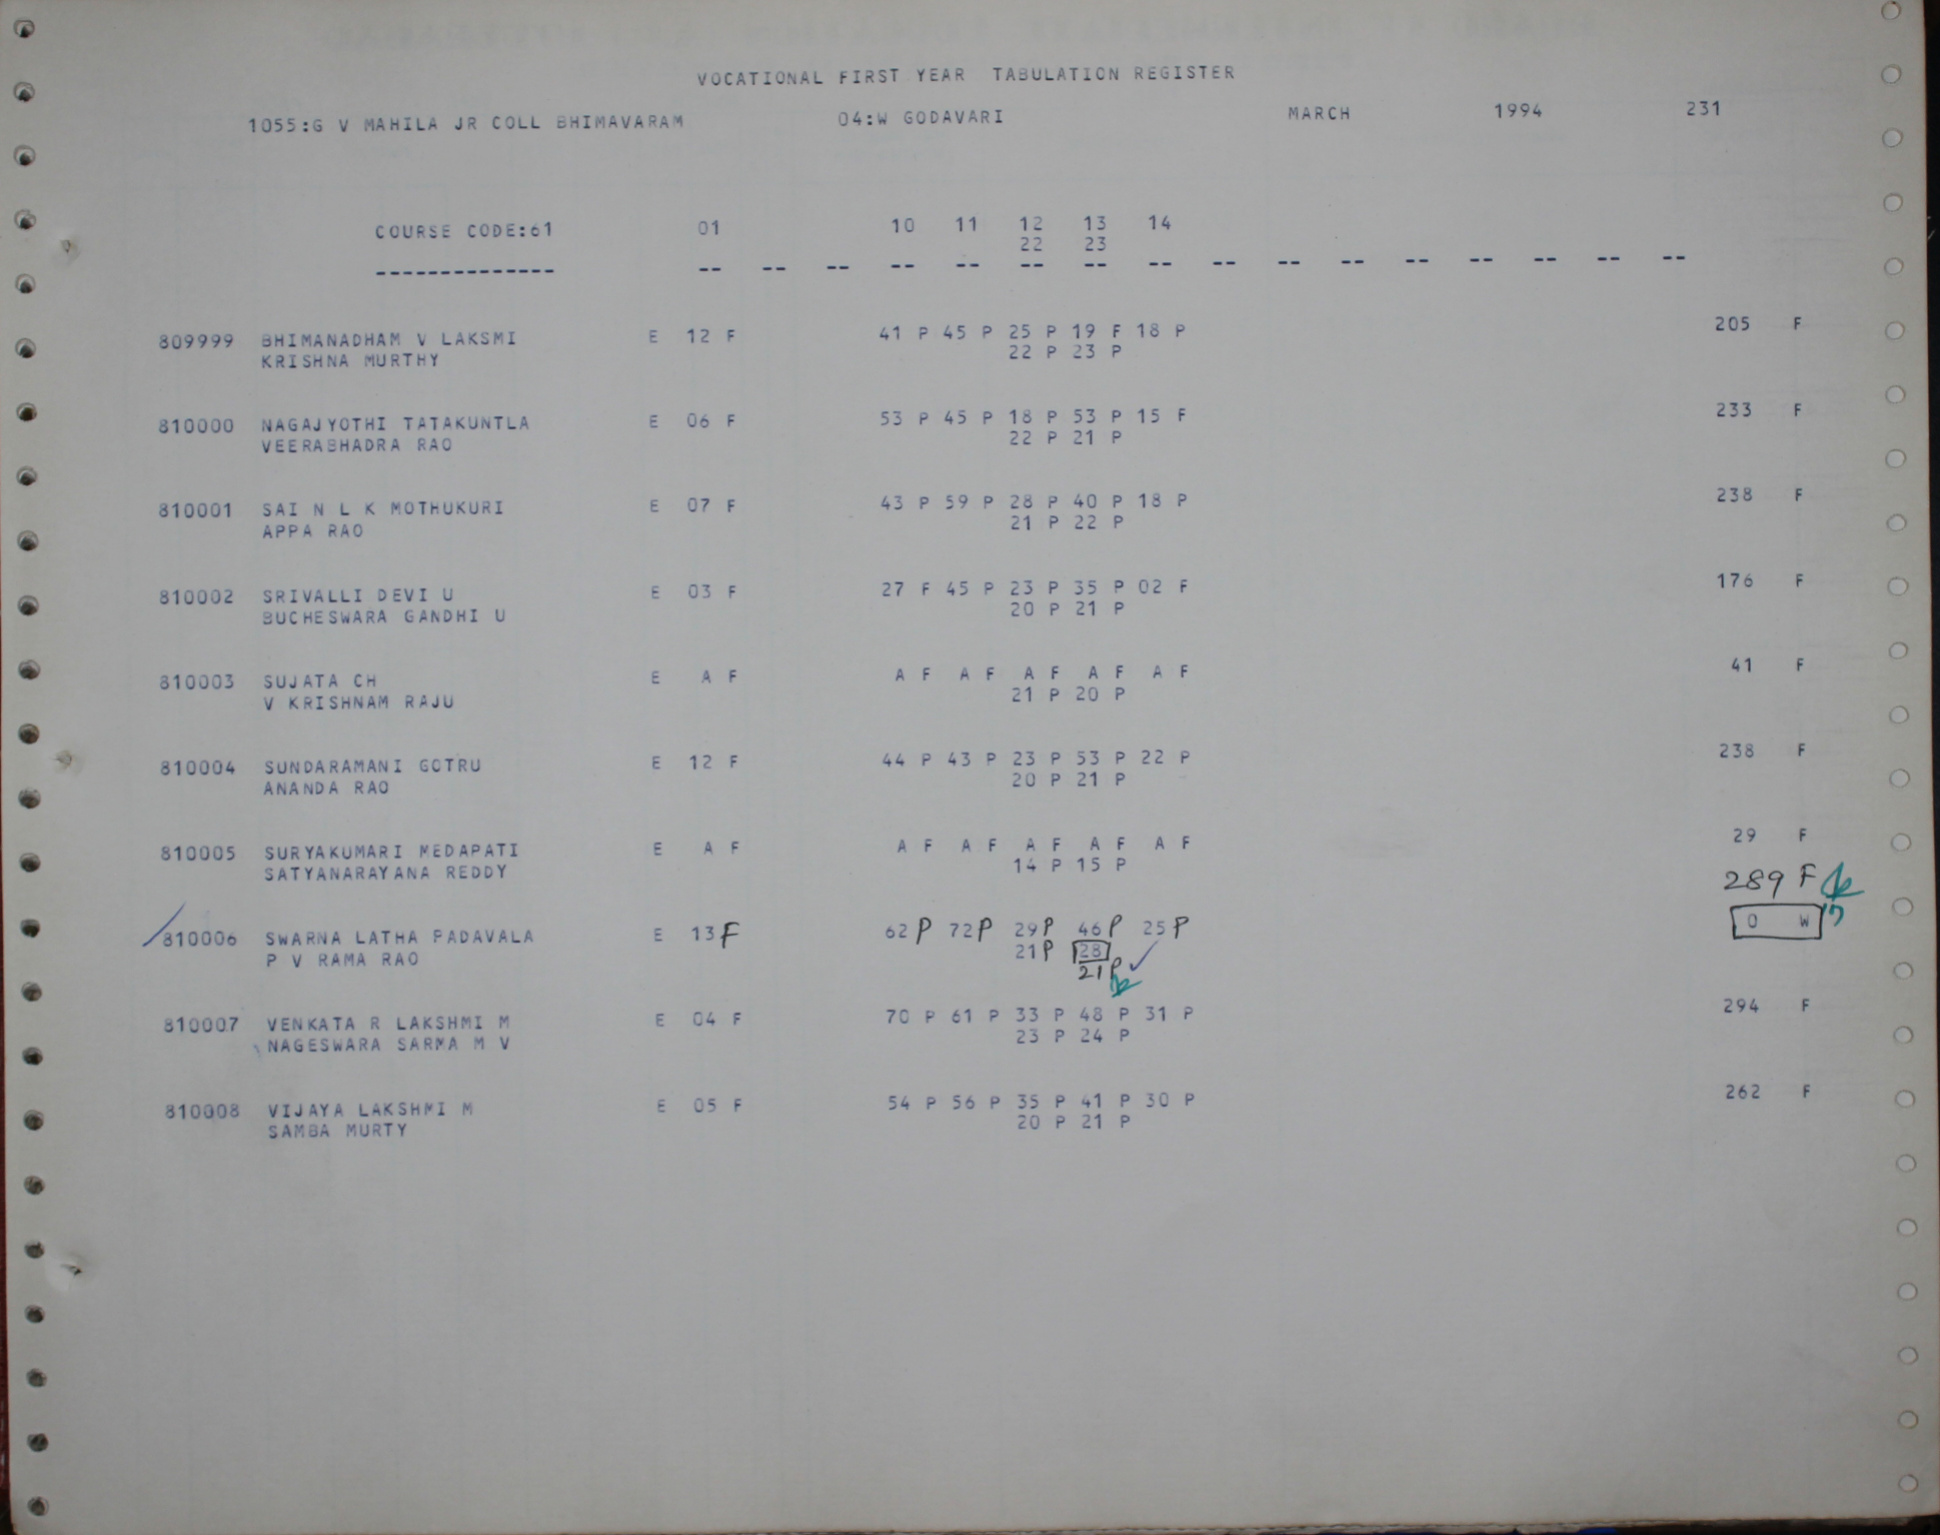 VOCATIONAL FIRST YEAR TABULATION REGISTER
1055:G V MAHILA JR COLL BHIMAVARAM 04:W GODAVARI MARCH 1994 231
COURSE CODE:61 01 10 11 12 13 14
22 23
-------------- -- -- -- -- -- -- -- -- -- -- -- -- -- -- -- --
809999 BHIMANADHAM V LAKSMI E 12 F 41 P 45 P 25 P 19 F 18 P 205 F
KRISHNA MURTHY 22 P 23 P
810000 NAGAJYOTHI TATAKUNTLA E 06 F 53 P 45 P 18 P 53 P 15 F 233 F
VEERABHADRA RAO 22 P 21 P
810001 SAI N L K MOTHUKURI E 07 F 43 P 59 P 28 P 40 P 18 P 238 F
APPA RAO 21 P 22 P
810002 SRIVALLI DEVI U E 03 F 27 F 45 P 23 P 35 P 02 F 176 F
BUCHESWARA GANDHI U 20 P 21 P
810003 SUJATA CH E A F A F A F A F A F A F 41 F
V KRISHNAM RAJU 21 P 20 P
810004 SUNDARAMANI GOTRU E 12 F 44 P 43 P 23 P 53 P 22 P 238 F
ANANDA RAO 20 P 21 P
810005 SURYAKUMARI MEDAPATI E A F A F A F A F A F A F 29 F
SATYANARAYANA REDDY 14 P 15 P
289 F
810006 SWARNA LATHA PADAVALA E 13 F 62 P 72 P 29 P 46 P 25 P 0 W
P V RAMA RAO 21 P 28
21 P
810007 VENKATA R LAKSHMI M E 04 F 70 P 61 P 33 P 48 P 31 P 294 F
NAGESWARA SARMA M V 23 P 24 P
810008 VIJAYA LAKSHMI M E 05 F 54 P 56 P 35 P 41 P 30 P 262 F
SAMBA MURTY 20 P 21 P